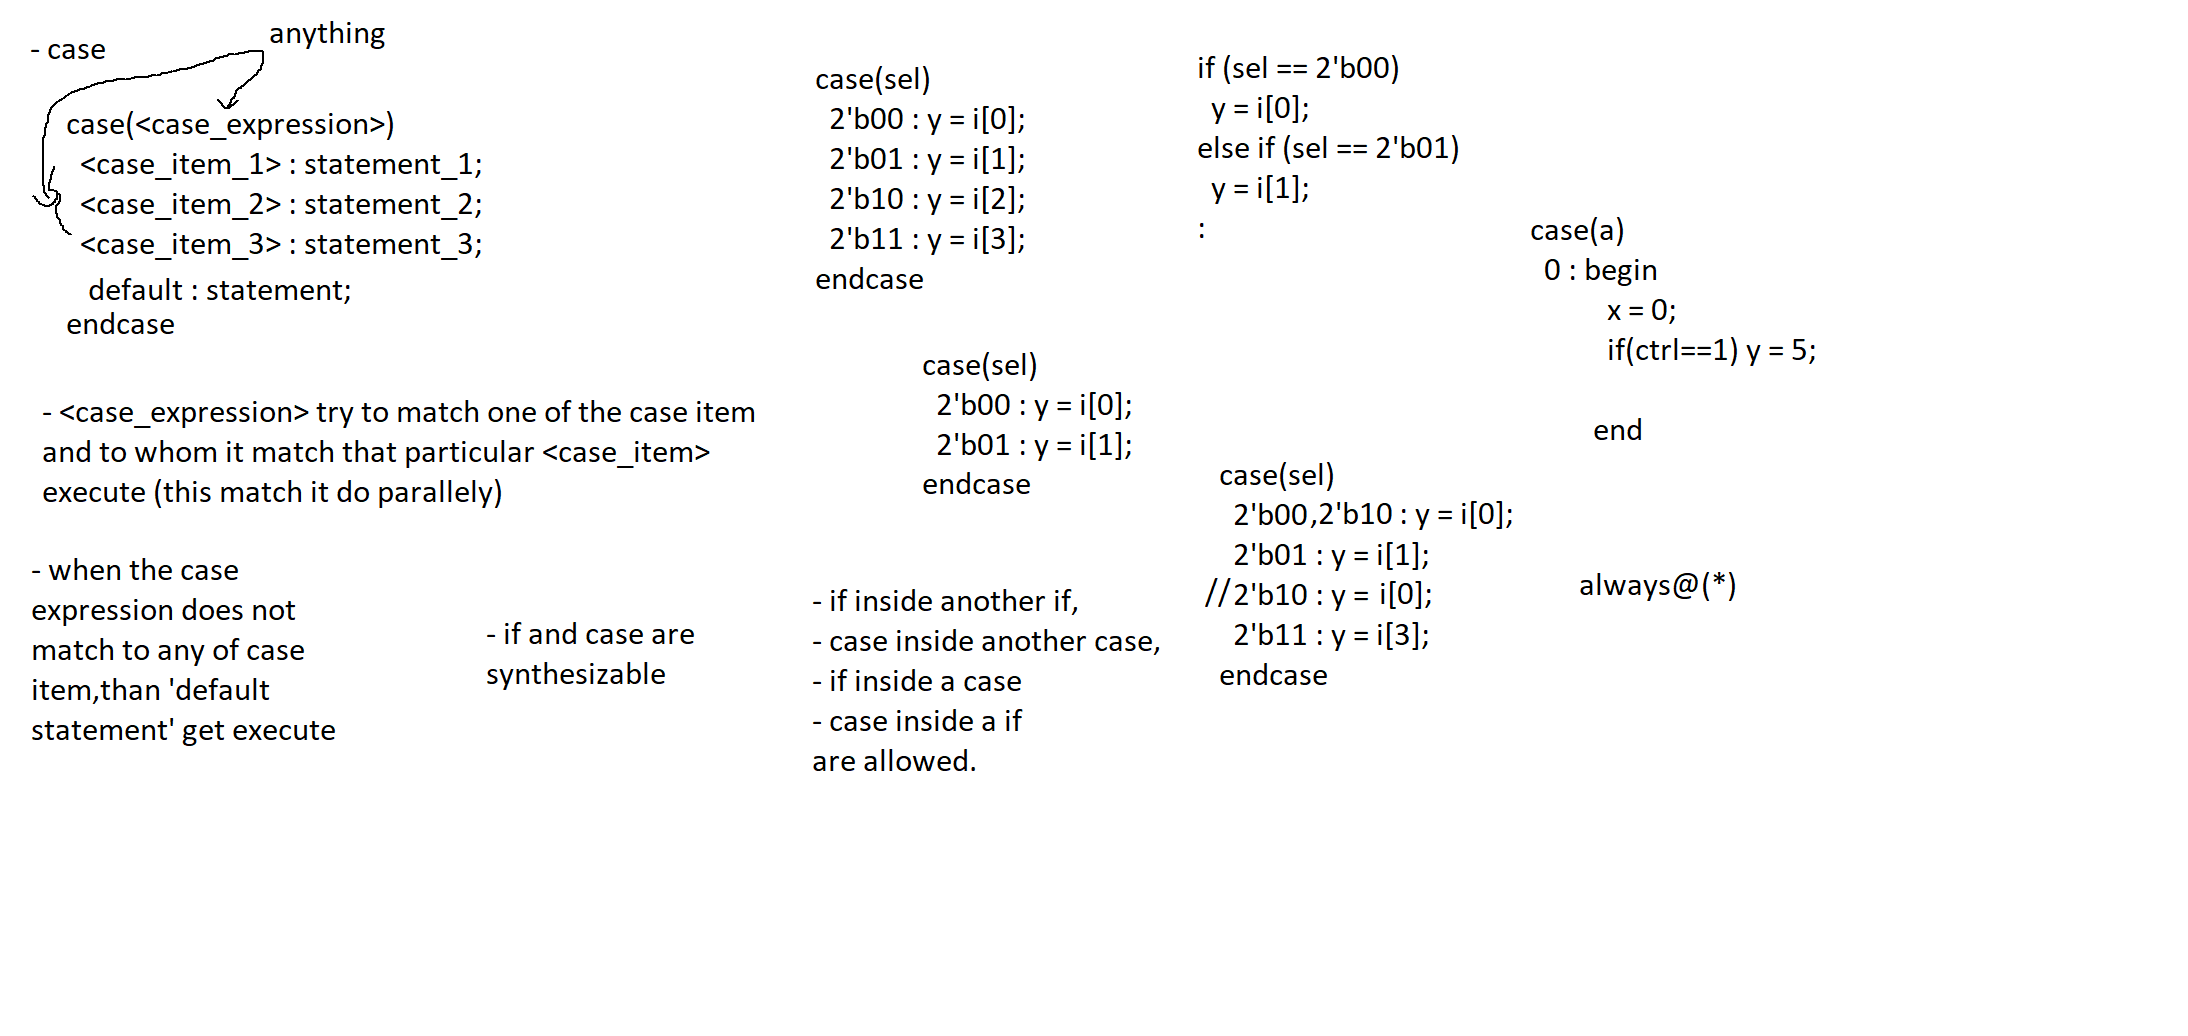 - case
anything
case(<case_expression>)
<case_item_1> : statement_1;
<case_item_2> : statement_2;
<case_item_3> : statement_3;
default : statement;
endcase
- <case_expression> try to match one of the case item
and to whom it match that particular <case_item>
execute (this match it do parallely)
- when the case
expression does not
match to any of case
item,than 'default
statement' get execute
- if and case are
synthesizable
case(sel)
2'b00 : y = i[0];
2'b01 : y = i[1];
2'b10 : y = i[2];
2'b11 : y = i[3];
endcase
case(sel)
2'b00 : y = i[0];
2'b01 : y = i[1];
endcase
- if inside another if,
- case inside another case,
- if inside a case
- case inside a if
are allowed.
if (sel == 2'b00)
y = i[0];
else if (sel == 2'b01)
y = i[1];
:
case(sel)
2'b00,2'b10 : y = i[0];
2'b01 : y = i[1];
//2'b10 : y = i[0];
2'b11 : y = i[3];
endcase
case(a)
0 : begin
x = 0;
if(ctrl==1) y = 5;
end
always@(*)